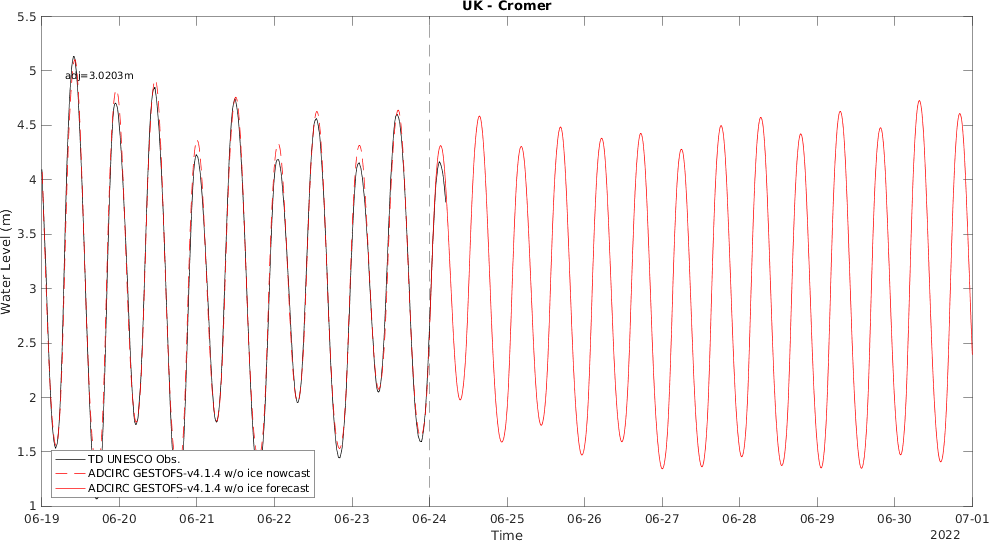 UK - Cromer
5.5
5
4.5
4
3.5
3
2.5
2
1.5
1
Water Level (m)
adj=3.0203m
TD UNESCO Obs.
ADCIRC GESTOFS-v4.1.4 w/o ice nowcast
ADCIRC GESTOFS-v4.1.4 w/o ice forecast
06-19 06-20 06-21 06-22 06-23 06-24 06-25 06-26 06-27 06-28 06-29 06-30 07-01
Time
2022